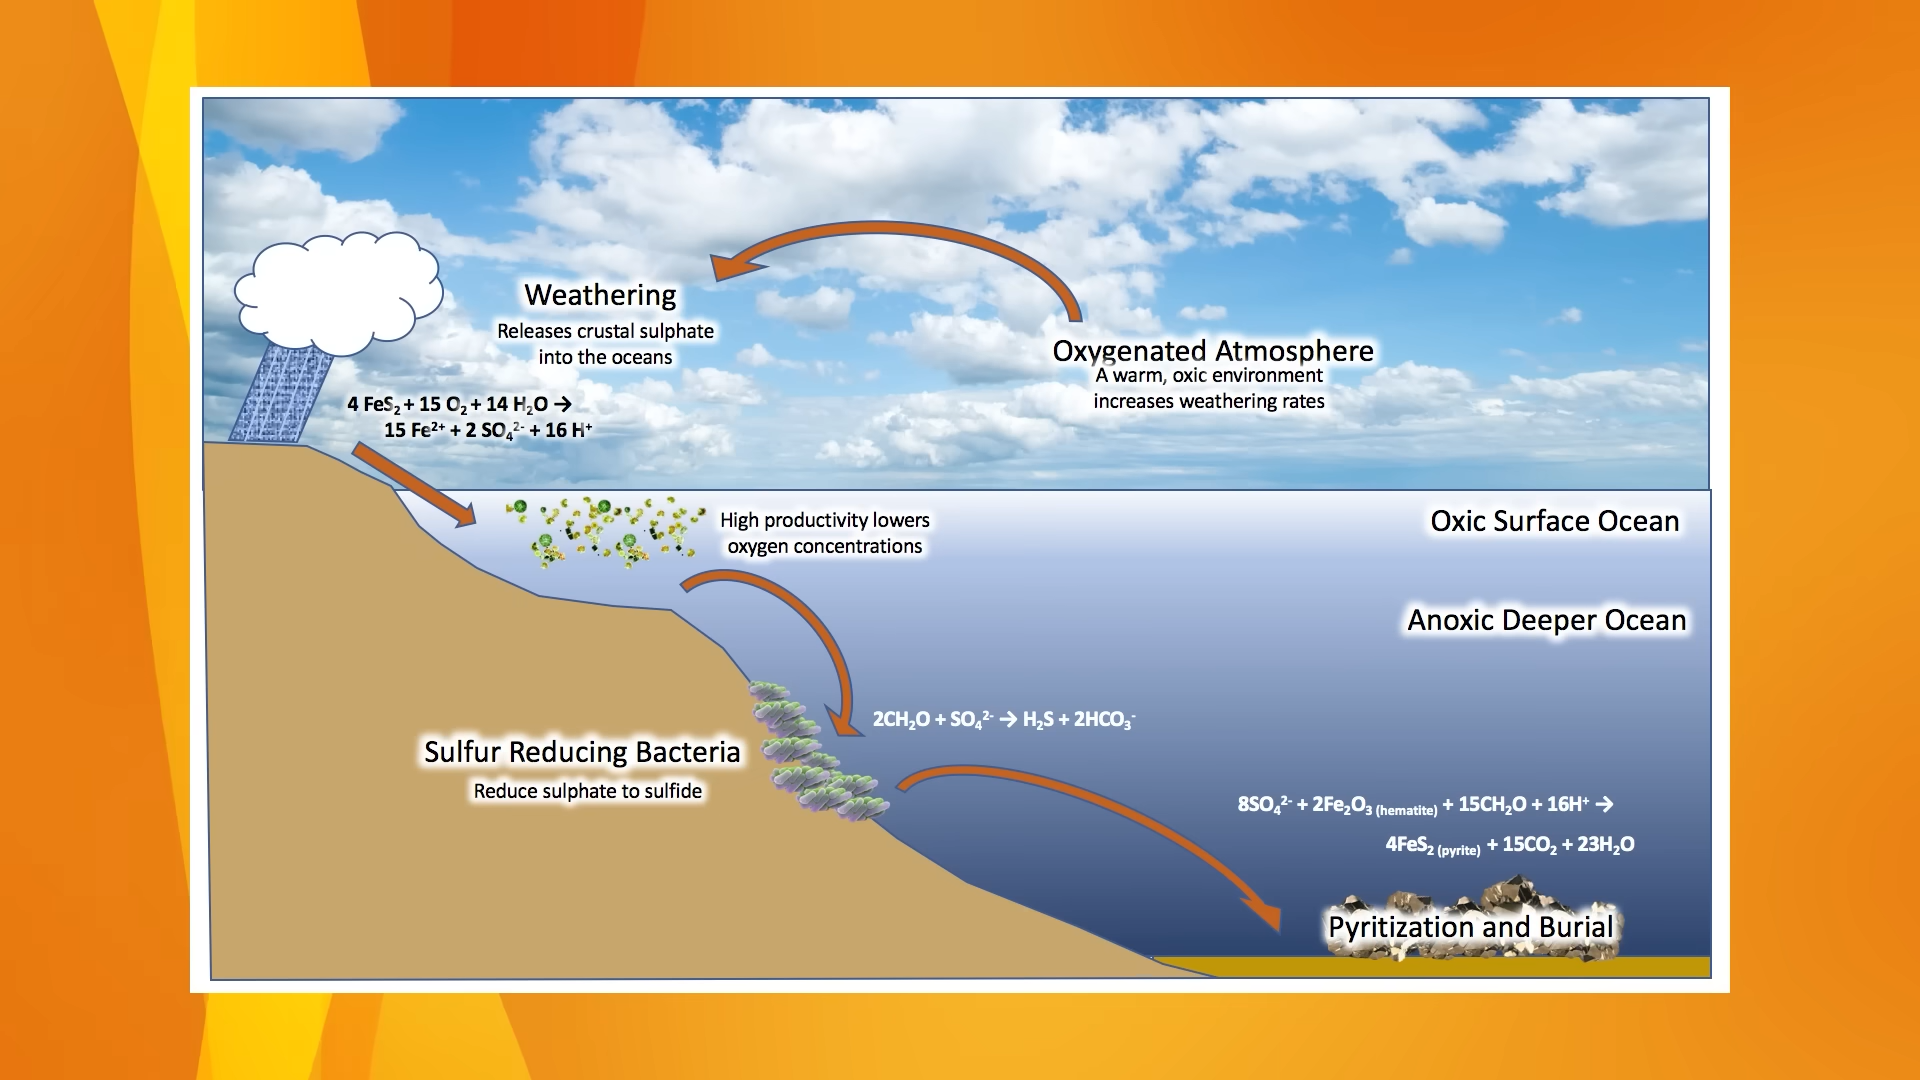 Weathering
Releases crustal sulphate
into the oceans
Oxygenated Atmosphere
A warm, oxic environment
increases weathering rates
4 FeS₂ + 15 O₂ + 14 H₂O →
15 Fe²⁺ + 2 SO₄²⁻ + 16 H⁺
High productivity lowers
oxygen concentrations
Oxic Surface Ocean
Anoxic Deeper Ocean
2CH₂O + SO₄²⁻ → H₂S + 2HCO₃⁻
Sulfur Reducing Bacteria
Reduce sulphate to sulfide
8SO₄²⁻ + 2Fe₂O₃ (hematite) + 15CH₂O + 16H⁺ →
4FeS₂ (pyrite) + 15CO₂ + 23H₂O
Pyritization and Burial